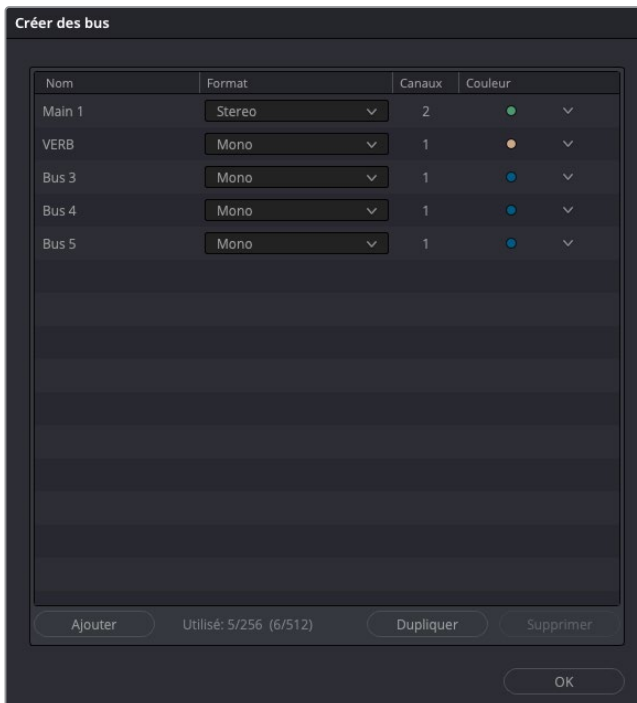 Créer des bus
Nom Format Canaux Couleur
Main 1 Stereo 2
VERB Mono 1
Bus 3 Mono 1
Bus 4 Mono 1
Bus 5 Mono 1
Ajouter Utilisé: 5/256 (6/512) Dupliquer Supprimer
OK